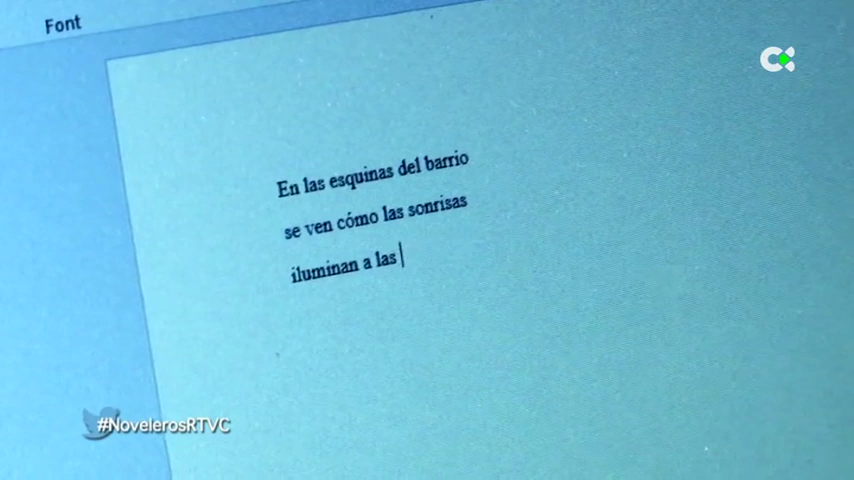 Font
En las esquinas del barrio
se ven cómo las sonrisas
iluminan a las
#NovelerosRTVC